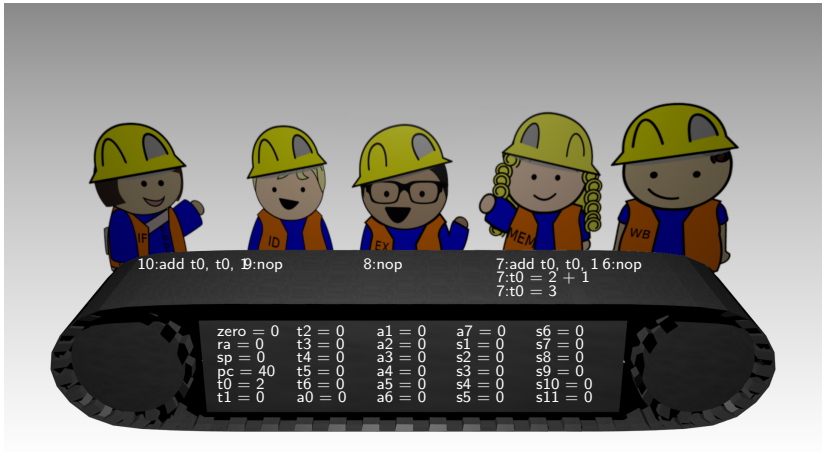 IF
ID
EX
MEM
WB
10:add t0, t0, 1
9:nop
8:nop
7:add t0, t0, 1
7:t0 = 2 + 1
7:t0 = 3
6:nop
zero = 0 t2 = 0 a1 = 0 a7 = 0 s6 = 0
ra = 0 t3 = 0 a2 = 0 s1 = 0 s7 = 0
sp = 0 t4 = 0 a3 = 0 s2 = 0 s8 = 0
pc = 40 t5 = 0 a4 = 0 s3 = 0 s9 = 0
t0 = 2 t6 = 0 a5 = 0 s4 = 0 s10 = 0
t1 = 0 a0 = 0 a6 = 0 s5 = 0 s11 = 0